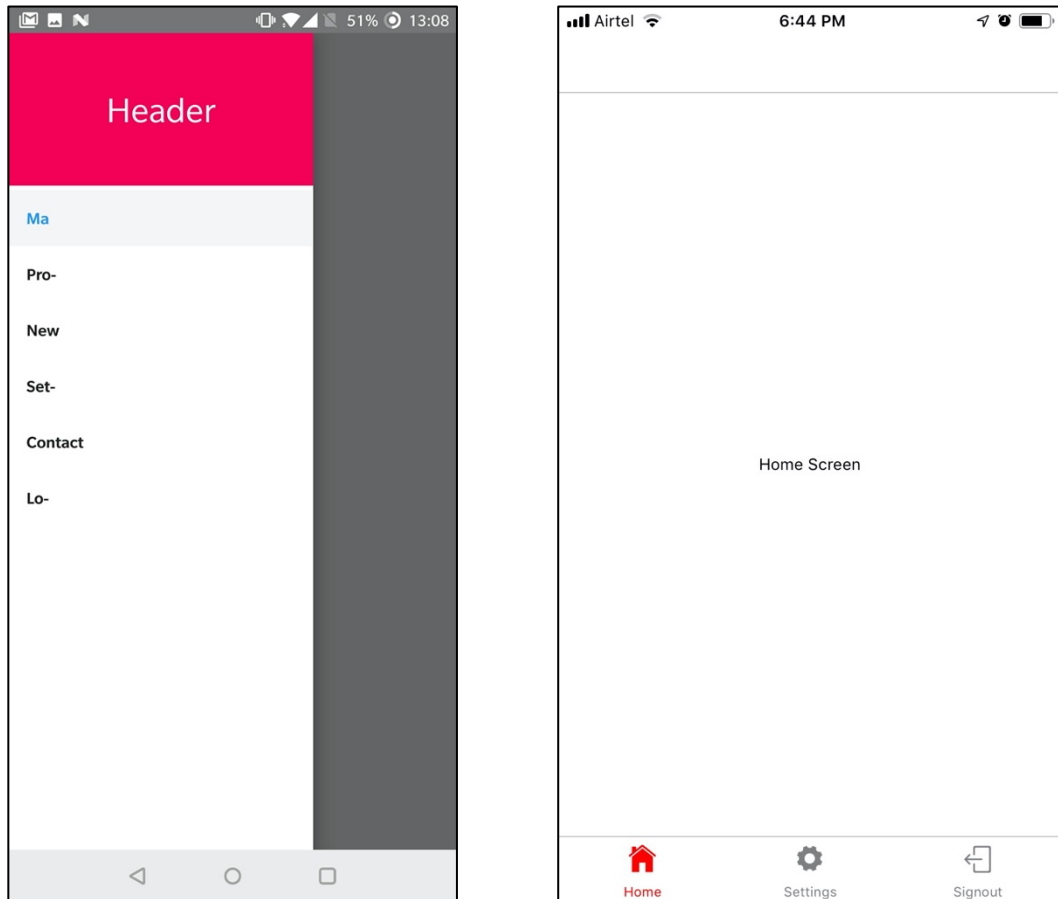 51% 13:08
Header
Ma
Pro-
New
Set-
Contact
Lo-
Airtel 6:44 PM
Home Screen
Home Settings Signout